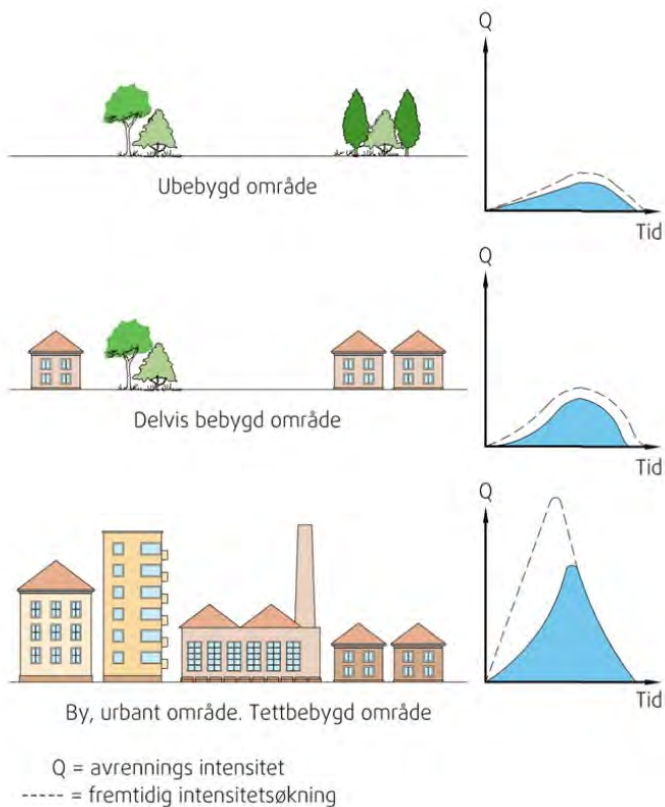 Q
Ubebygd område
Tid
Q
Delvis bebygd område
Tid
Q
By, urbant område. Tettbebygd område
Tid
Q = avrennings intensitet
----- = fremtidig intensitetsøkning